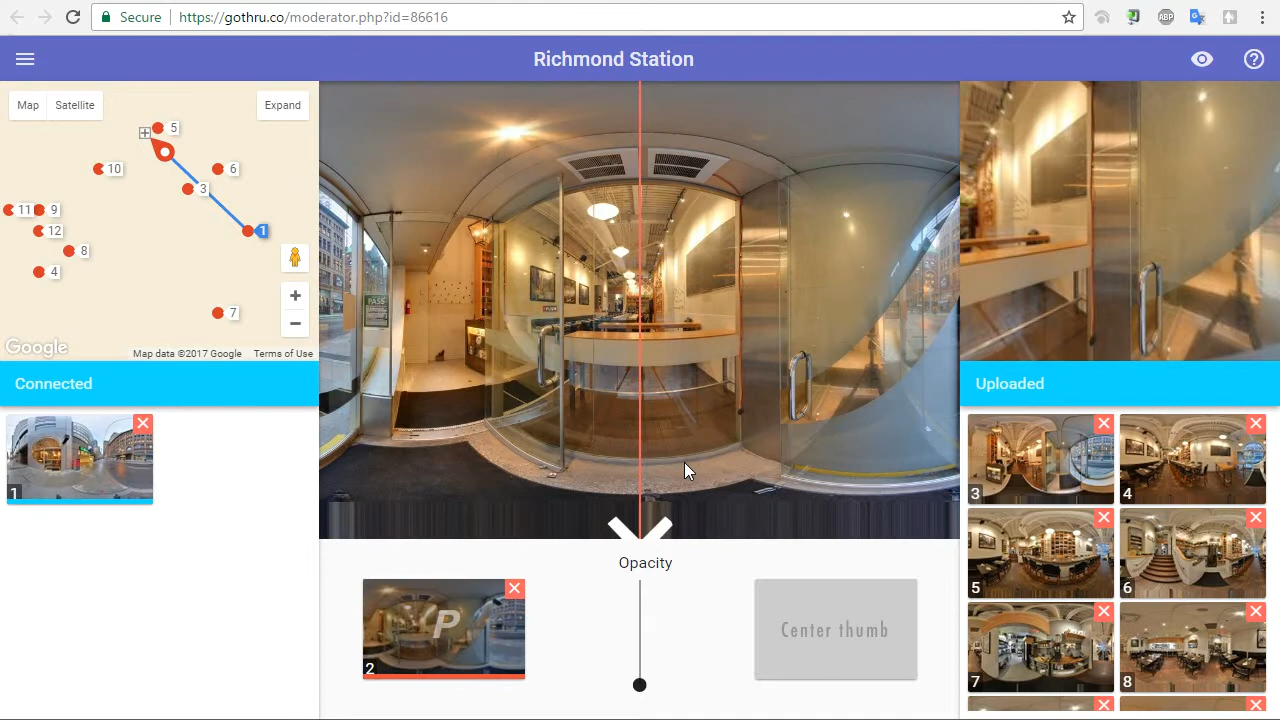 Secure
https://gothru.co/moderator.php?id=86616
ABP
Richmond Station
Map
Satellite
Expand
5
10
6
3
11
9
1
12
8
4
7
Google
Map data ©2017 Google
Terms of Use
PASS
Connected
Uploaded
1
3
4
5
6
7
8
Opacity
P
2
Center thumb